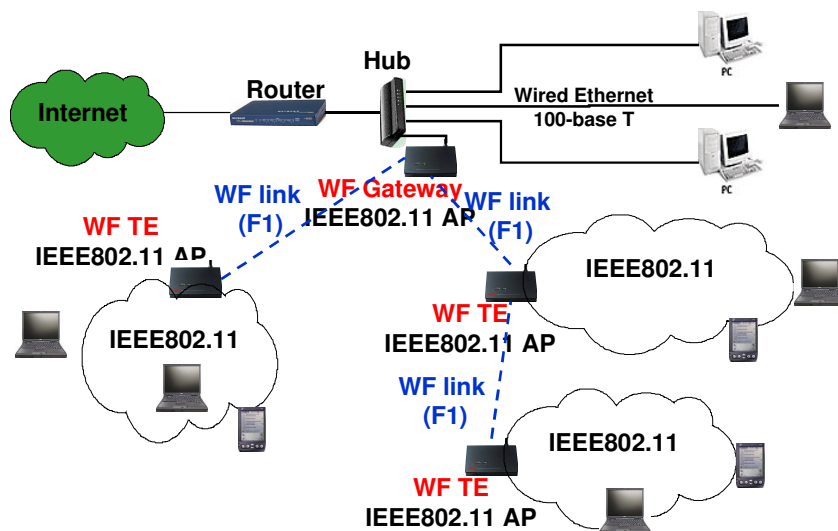 Hub
PC
Router
Internet
Wired Ethernet
100-base T
PC
WF Gateway
IEEE802.11 AP
WF link
(F1)
WF link
(F1)
WF TE
IEEE802.11 AP
IEEE802.11
IEEE802.11
WF TE
IEEE802.11 AP
WF link
(F1)
IEEE802.11
WF TE
IEEE802.11 AP